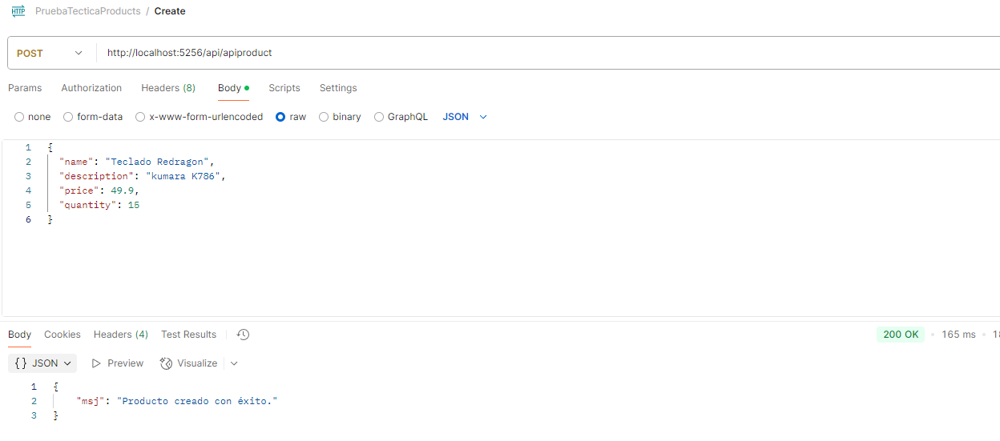 HTTP PruebaTecticaProducts / Create
POST http://localhost:5256/api/apiproduct
Params Authorization Headers (8) Body Scripts Settings
none form-data x-www-form-urlencoded raw binary GraphQL JSON
1 {
2 "name": "Teclado Redragon",
3 "description": "kumara K786",
4 "price": 49.9,
5 "quantity": 15
6 }
Body Cookies Headers (4) Test Results 200 OK • 165 ms •
{} JSON Preview Visualize
1 {
2 "msj": "Producto creado con éxito."
3 }